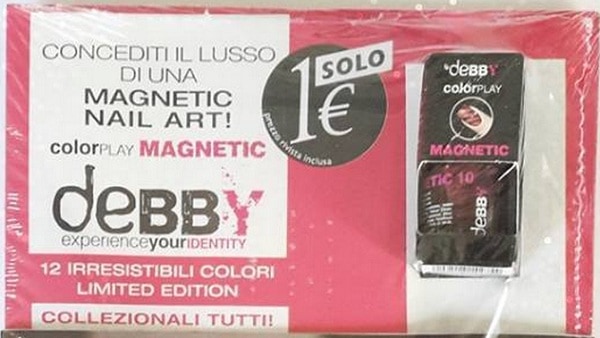 CONCEDITI IL LUSSO
DI UNA
MAGNETIC
NAIL ART!
colorPLAY MAGNETIC
deBBY
experienceyourIDENTITY
12 IRRESISTIBILI COLORI
LIMITED EDITION
COLLEZIONALI TUTTI!
SOLO
1€
prezzo rivista inclusa
deBBY
colorPLAY
MAGNETIC
TIC 10
deBBY